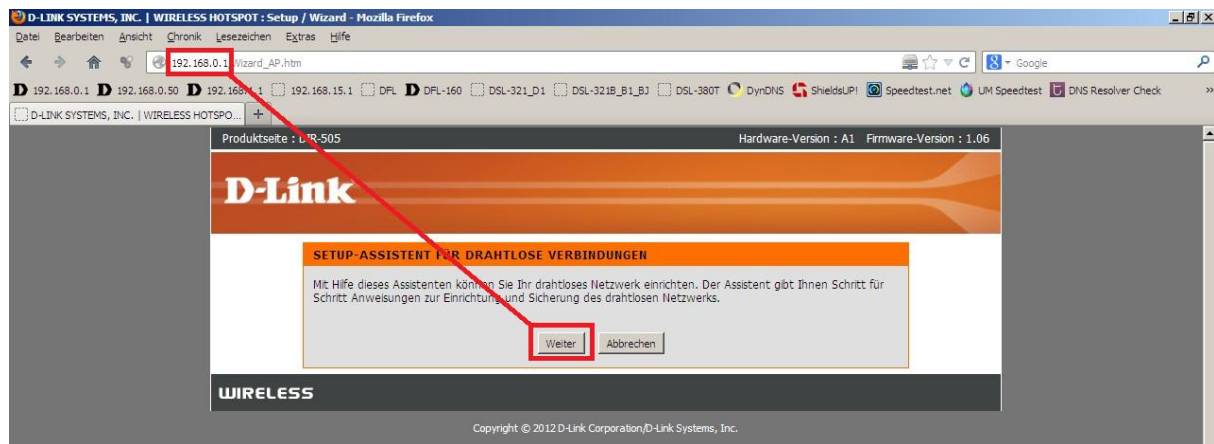 D-LINK SYSTEMS, INC. | WIRELESS HOTSPOT : Setup / Wizard - Mozilla Firefox
Datei Bearbeiten Ansicht Chronik Lesezeichen Extras Hilfe
192.168.0.1/Wizard_AP.htm Google
192.168.0.1 192.168.0.50 192.168.1.1 192.168.15.1 DFL DFL-160 DSL-321_D1 DSL-321B_B1_BJ DSL-380T DynDNS ShieldsUP! Speedtest.net UM Speedtest DNS Resolver Check »
D-LINK SYSTEMS, INC. | WIRELESS HOTSPO... +
Produktseite : DIR-505 Hardware-Version : A1 Firmware-Version : 1.06
D-Link
SETUP-ASSISTENT FÜR DRAHTLOSE VERBINDUNGEN
Mit Hilfe dieses Assistenten können Sie Ihr drahtloses Netzwerk einrichten. Der Assistent gibt Ihnen Schritt für
Schritt Anweisungen zur Einrichtung und Sicherung des drahtlosen Netzwerks.
Weiter Abbrechen
WIRELESS
Copyright © 2012 D-Link Corporation/D-Link Systems, Inc.